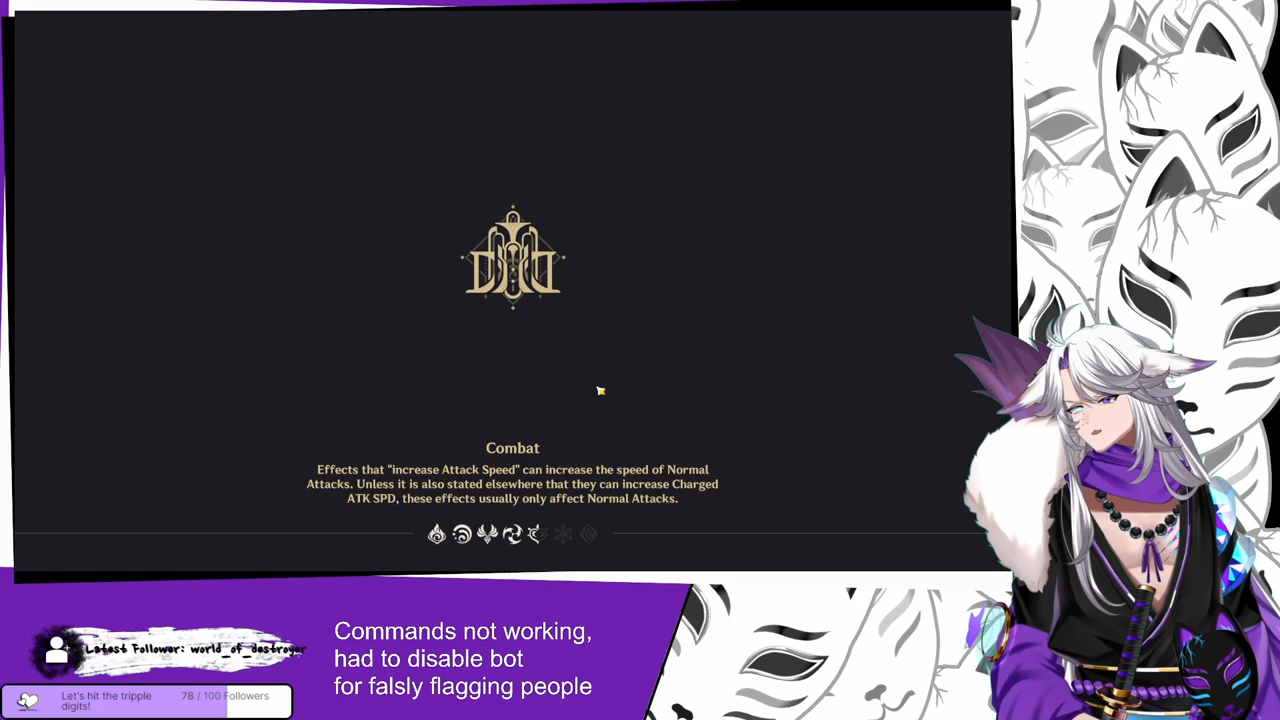 Combat
Effects that "increase Attack Speed" can increase the speed of Normal
Attacks. Unless it is also stated elsewhere that they can increase Charged
ATK SPD, these effects usually only affect Normal Attacks.
Latest Follower: world_of_destroyer
Let's hit the tripple
digits!
78 / 100 Followers
Commands not working,
had to disable bot
for falsly flagging people